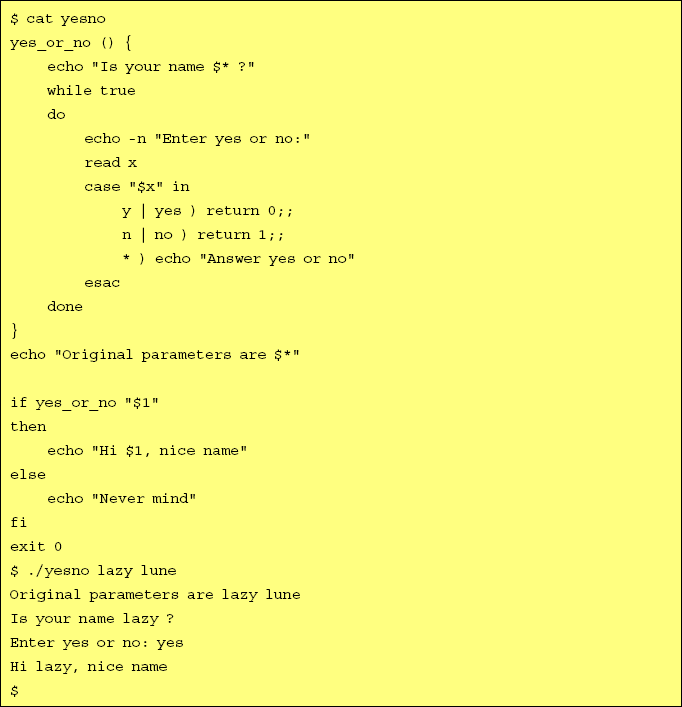 $ cat yesno
yes_or_no () {
    echo "Is your name $* ?"
    while true
    do
        echo -n "Enter yes or no:"
        read x
        case "$x" in
            y | yes ) return 0;;
            n | no ) return 1;;
            * ) echo "Answer yes or no"
        esac
    done
}
echo "Original parameters are $*"

if yes_or_no "$1"
then
    echo "Hi $1, nice name"
else
    echo "Never mind"
fi
exit 0
$ ./yesno lazy lune
Original parameters are lazy lune
Is your name lazy ?
Enter yes or no: yes
Hi lazy, nice name
$